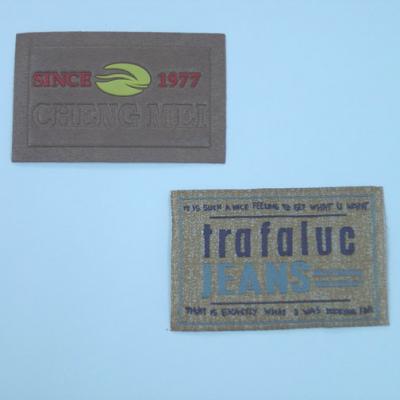 SINCE 1977
CHENG MEI
IT IS SUCH A NICE FEELING TO GET WHAT U WANT
trafaluc
JEANS
THAT IS EXACTLY WHAT I WAS LOOKING FOR